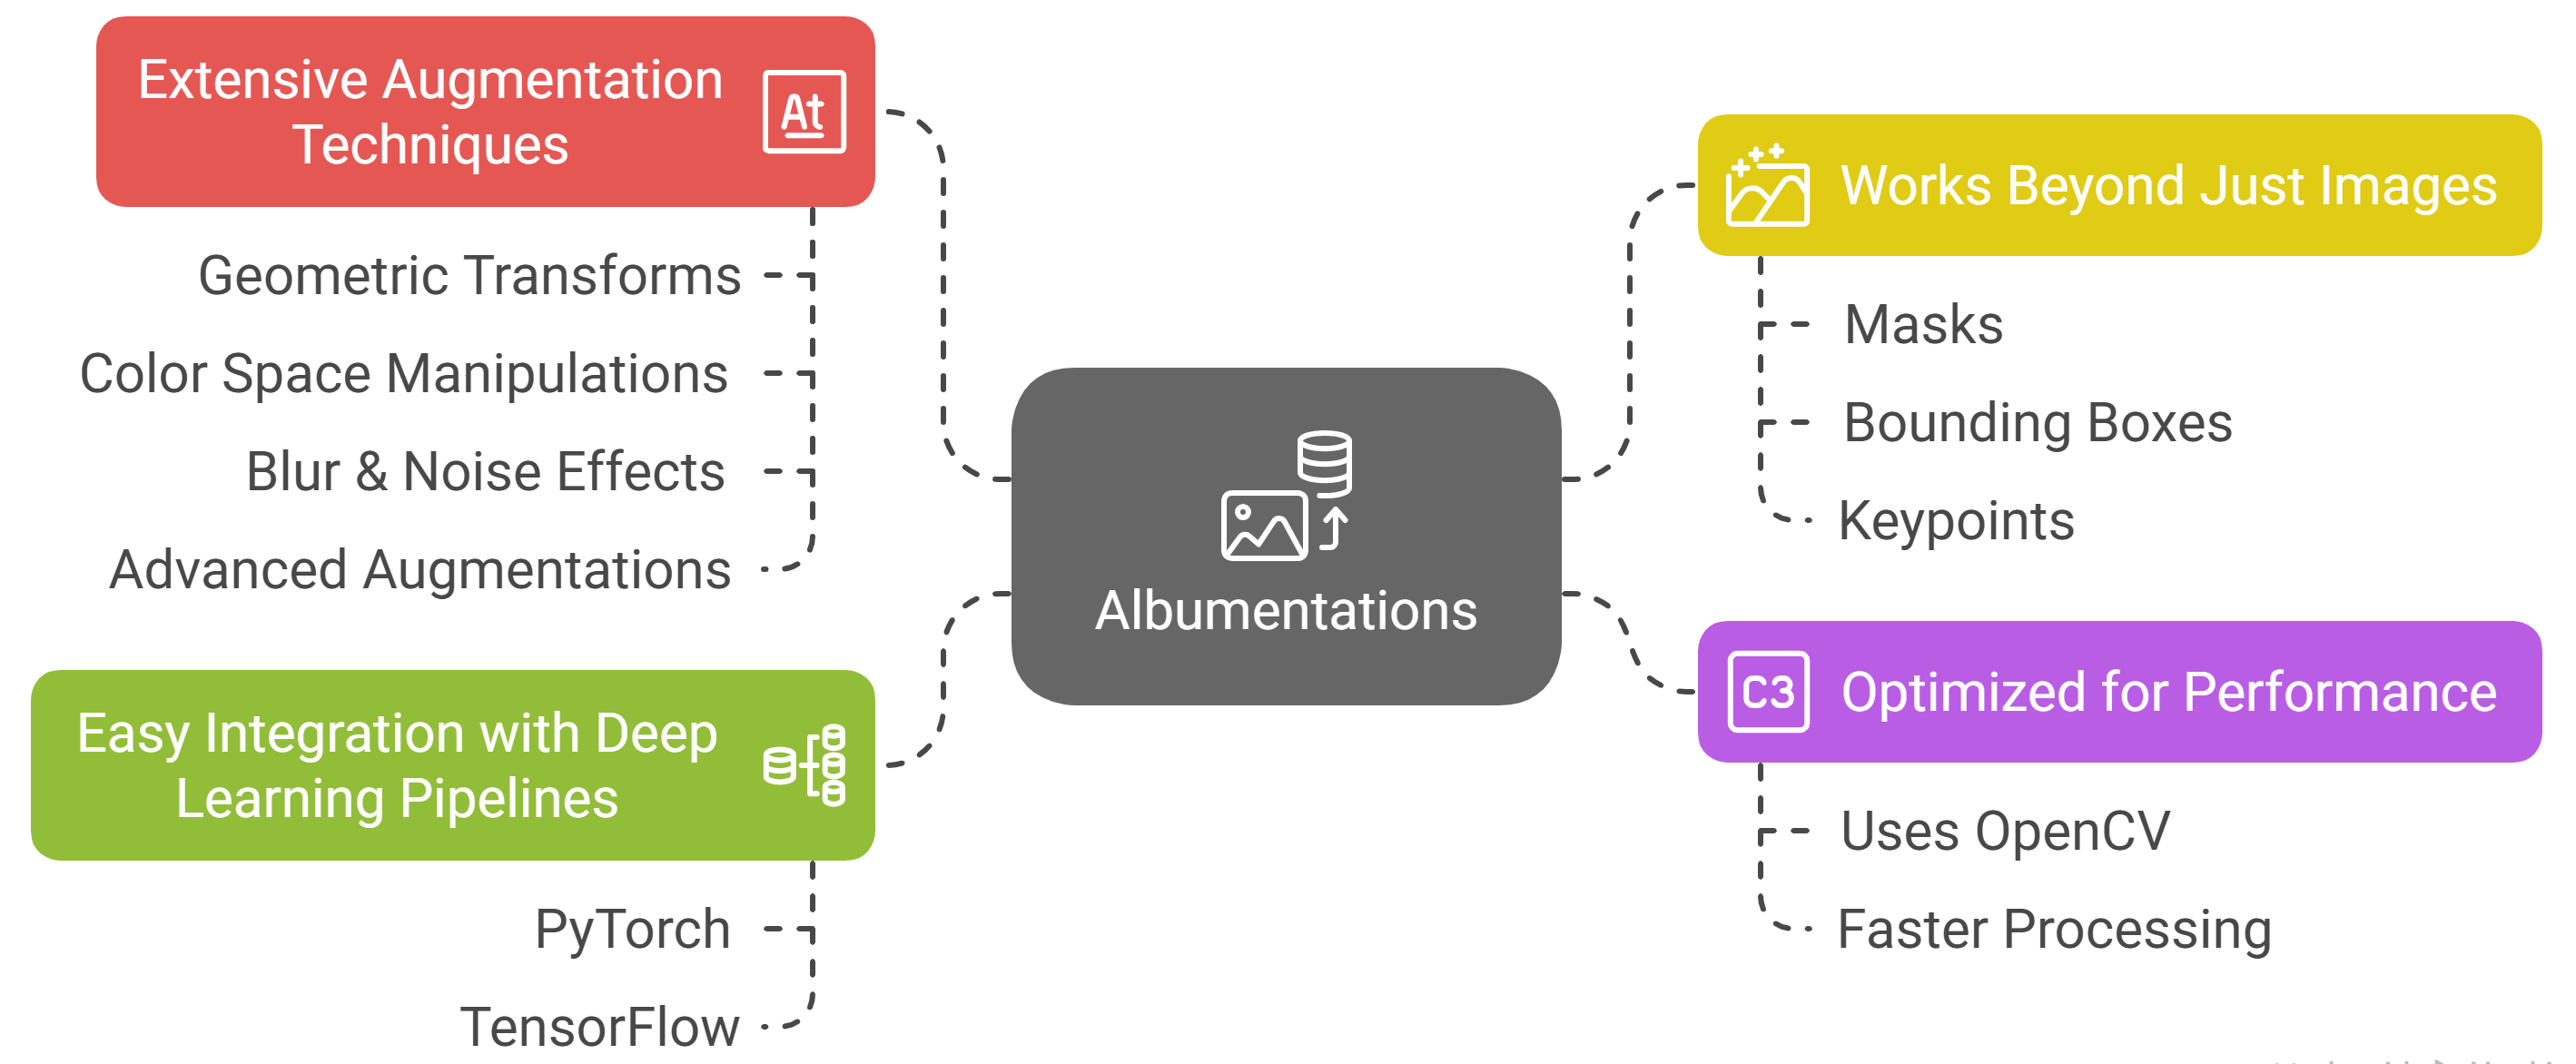 Extensive Augmentation
Techniques
At
Geometric Transforms
Color Space Manipulations
Blur & Noise Effects
Advanced Augmentations
Easy Integration with Deep
Learning Pipelines
PyTorch
TensorFlow
Albumentations
Works Beyond Just Images
Masks
Bounding Boxes
Keypoints
C3
Optimized for Performance
Uses OpenCV
Faster Processing